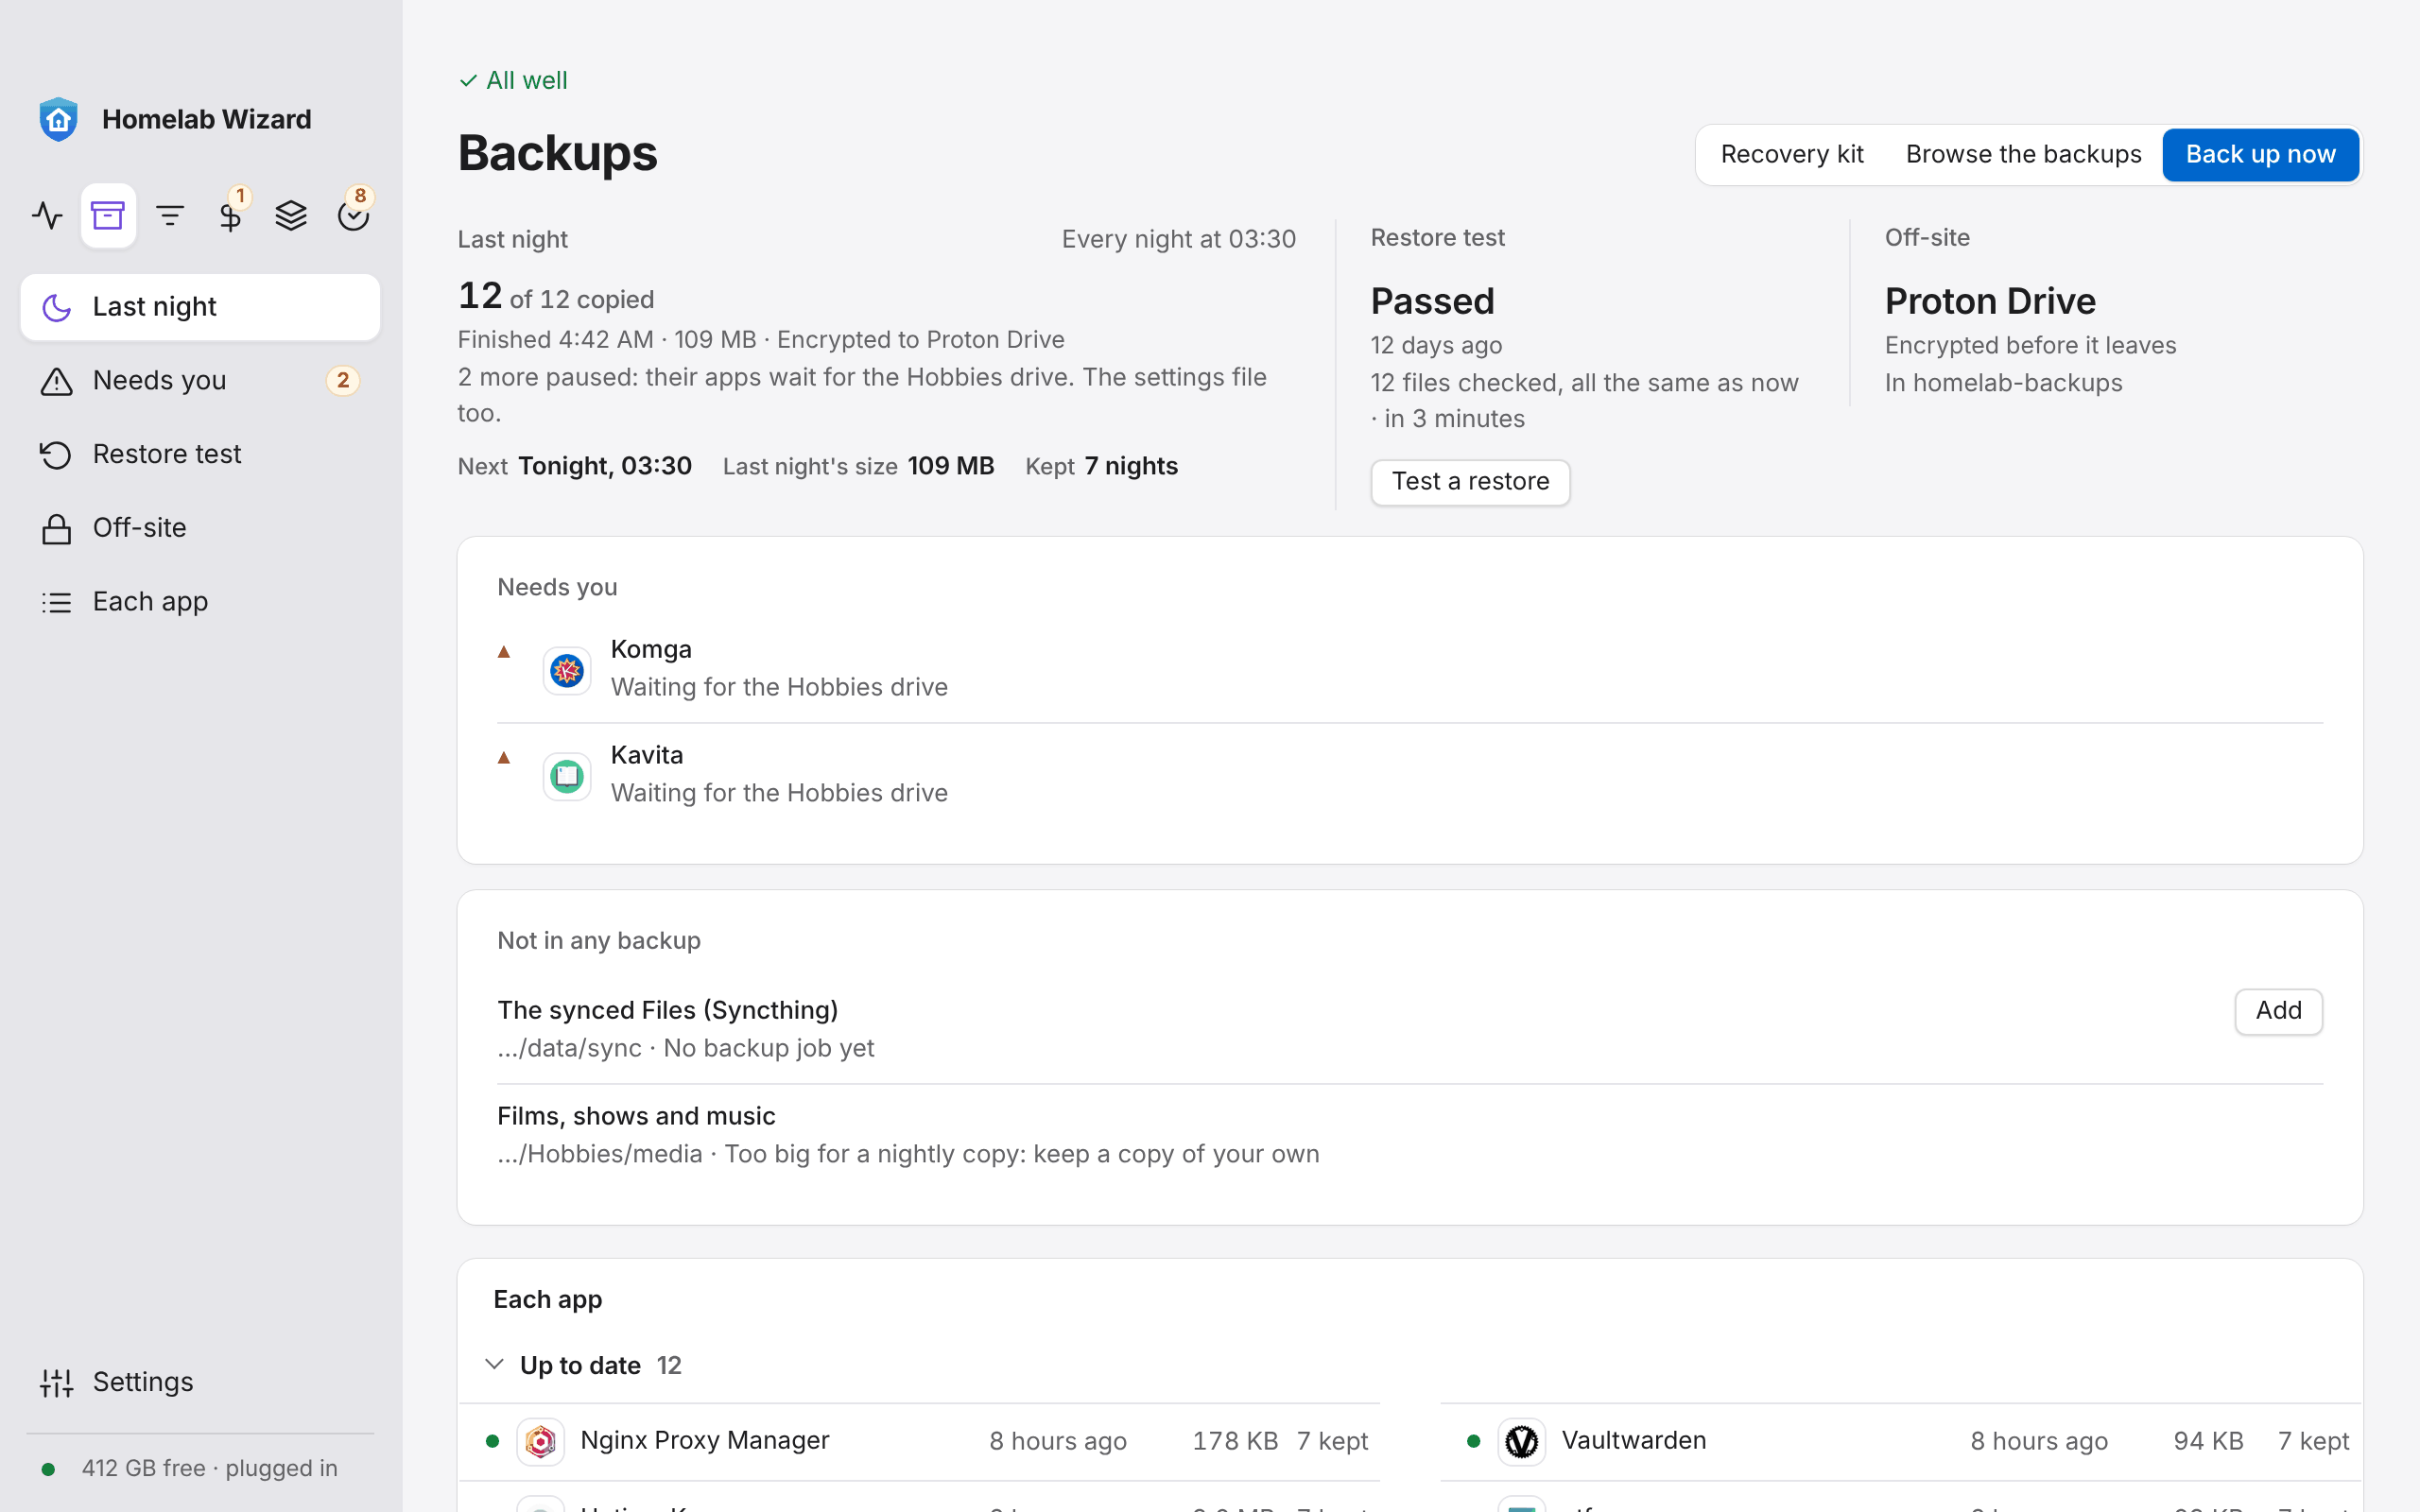 Homelab Wizard
1
8
Last night
Needs you
2
Restore test
Off-site
Each app
Settings
412 GB free · plugged in
All well
Backups
Recovery kit
Browse the backups
Back up now
Last night
Every night at 03:30
12 of 12 copied
Finished 4:42 AM · 109 MB · Encrypted to Proton Drive
2 more paused: their apps wait for the Hobbies drive. The settings file
too.
Next Tonight, 03:30 Last night's size 109 MB Kept 7 nights
Restore test
Passed
12 days ago
12 files checked, all the same as now
· in 3 minutes
Test a restore
Off-site
Proton Drive
Encrypted before it leaves
In homelab-backups
Needs you
Komga
Waiting for the Hobbies drive
Kavita
Waiting for the Hobbies drive
Not in any backup
The synced Files (Syncthing)
…/data/sync · No backup job yet
Add
Films, shows and music
…/Hobbies/media · Too big for a nightly copy: keep a copy of your own
Each app
Up to date 12
Nginx Proxy Manager 8 hours ago 178 KB 7 kept
Vaultwarden 8 hours ago 94 KB 7 kept